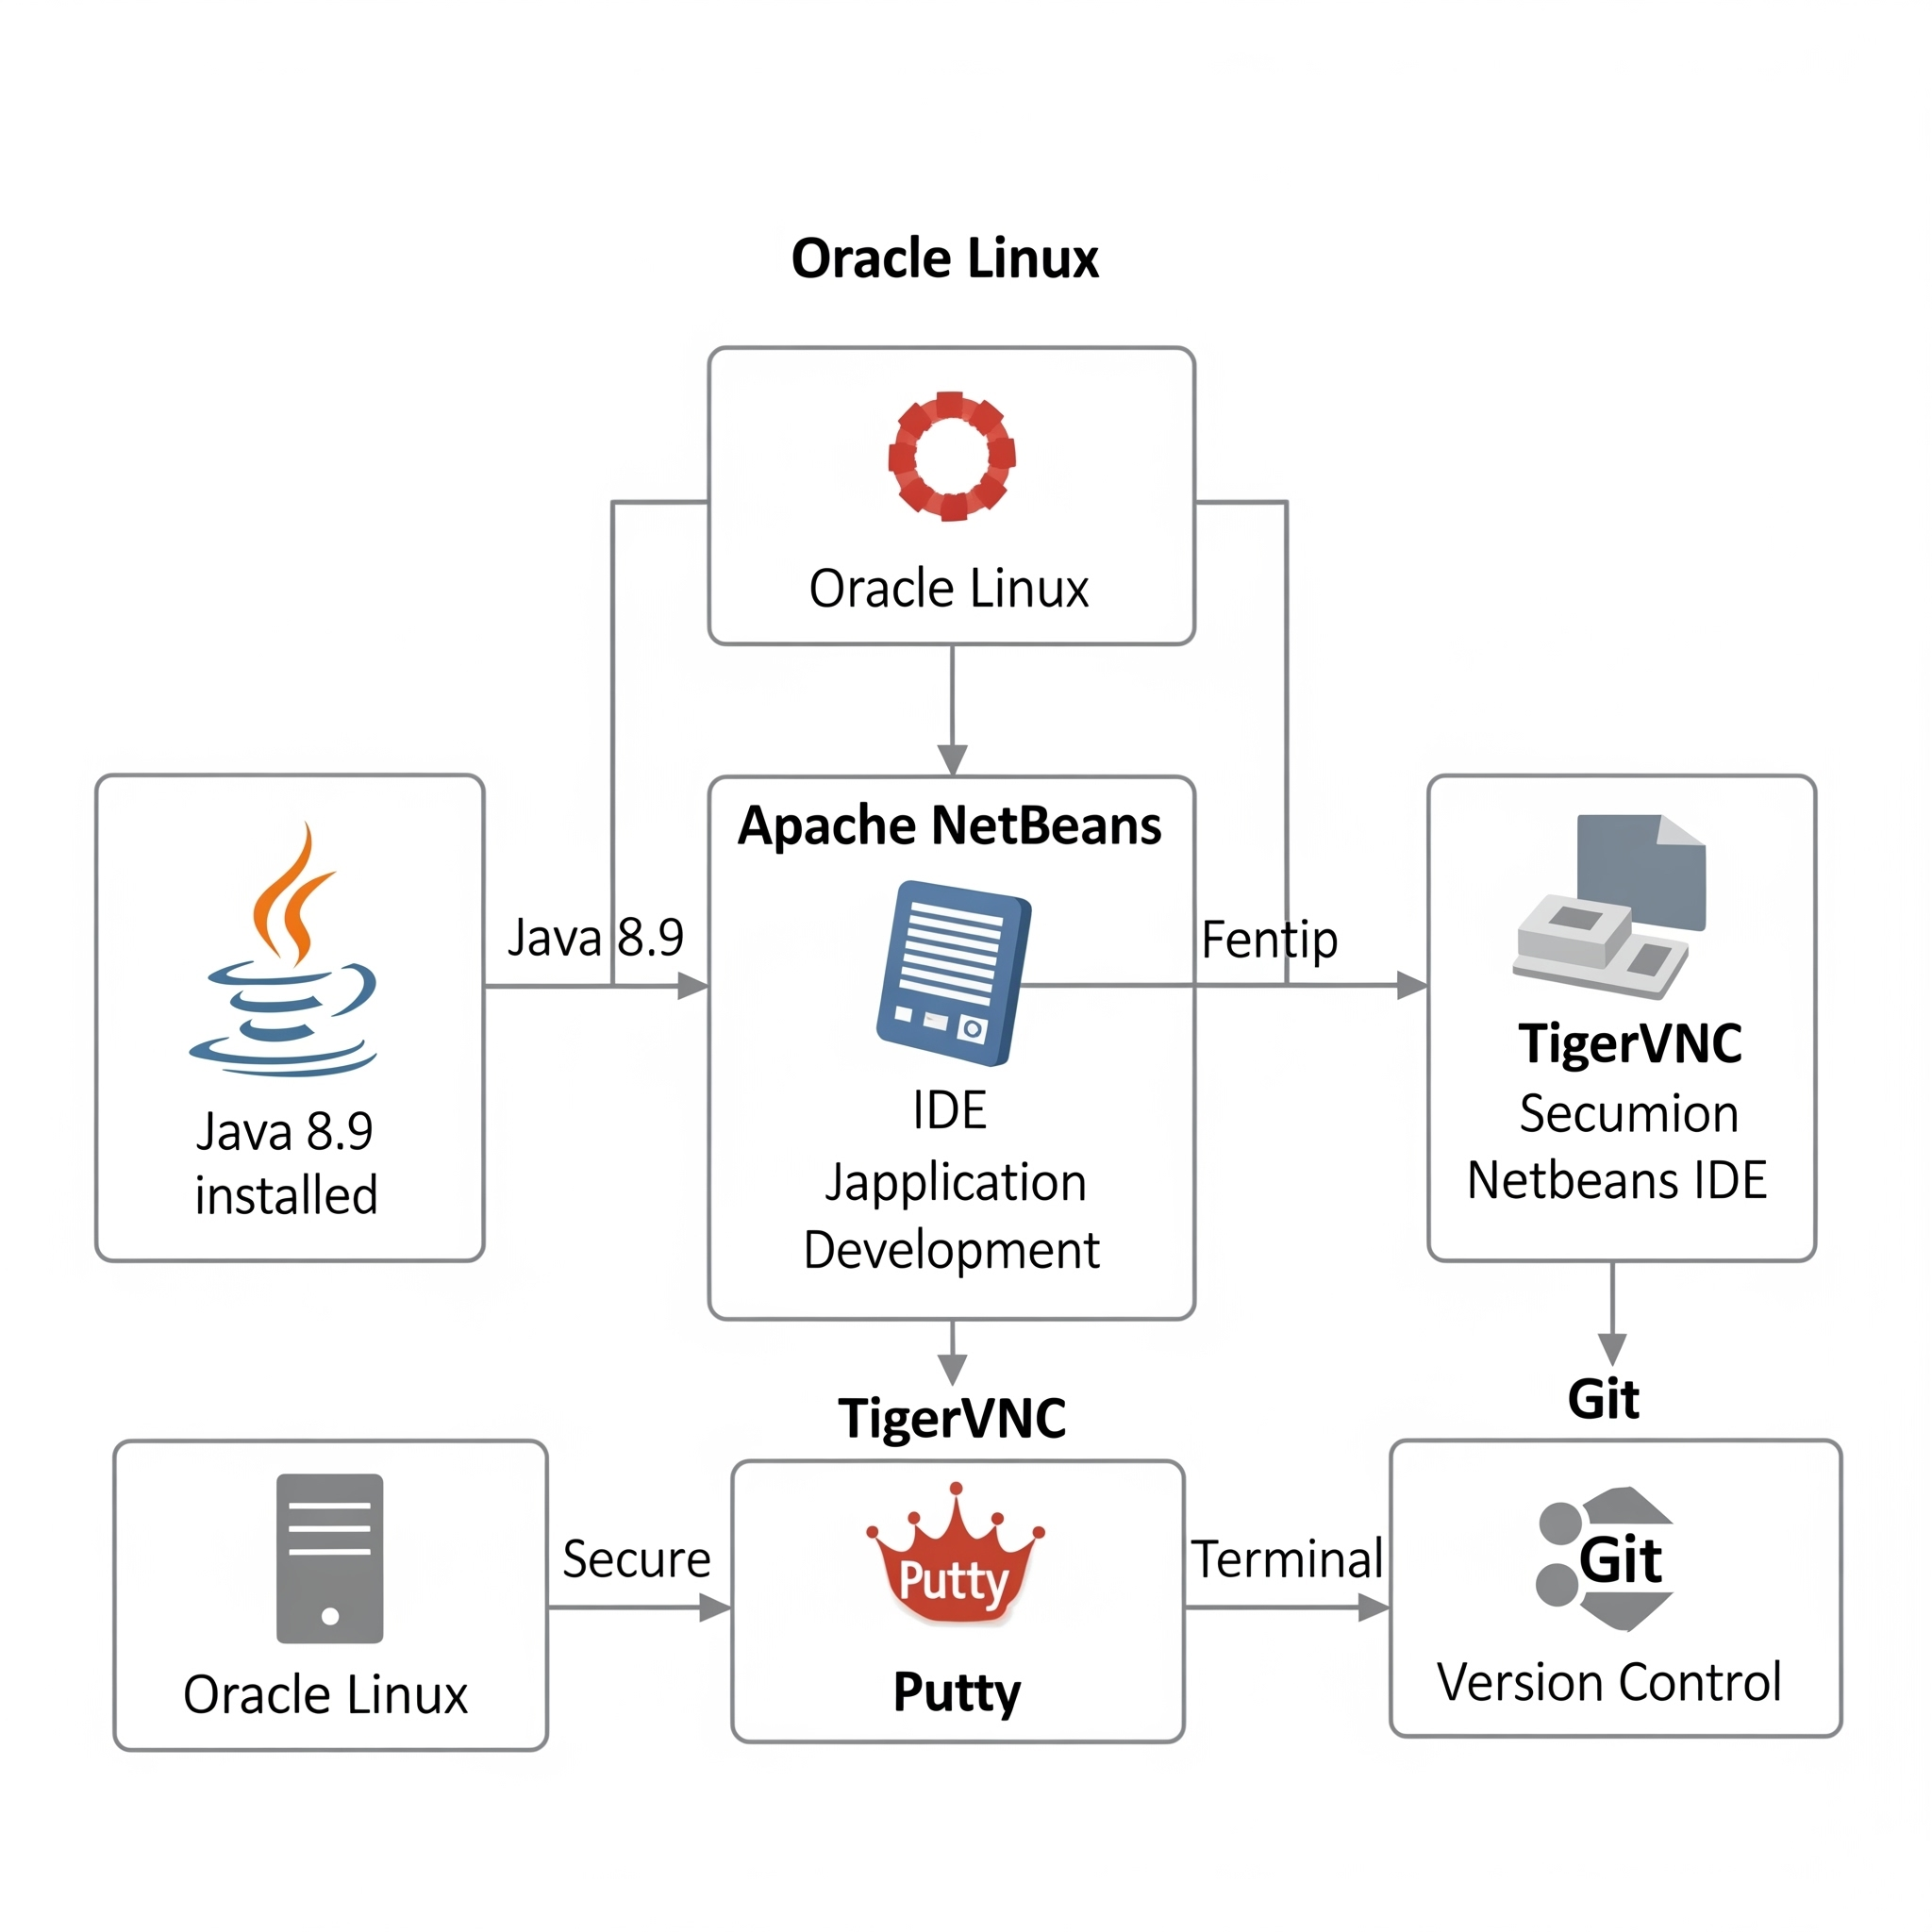 Oracle Linux
Oracle Linux
Apache NetBeans
Java 8.9
Fentip
Java 8.9
installed
IDE
Japplication
Development
TigerVNC
Secumion
Netbeans IDE
TigerVNC
Git
Secure
Putty
Terminal
Git
Oracle Linux
Putty
Version Control